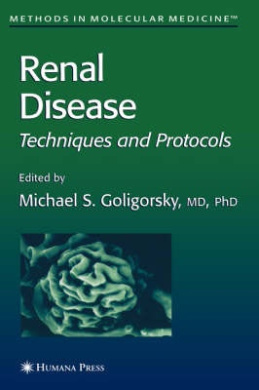 METHODS IN MOLECULAR MEDICINE™
Renal
Disease
Techniques and Protocols
Edited by
Michael S. Goligorsky, MD, PhD
HUMANA PRESS